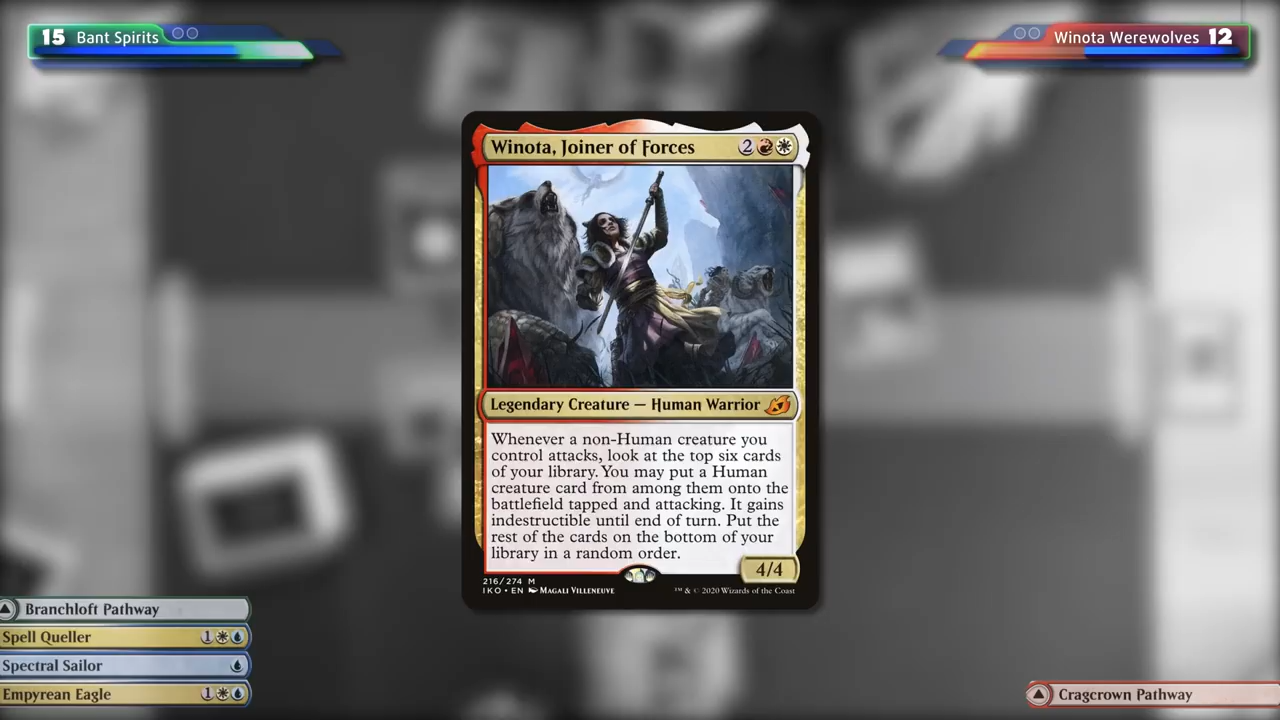 15 Bant Spirits
Winota Werewolves 12
Winota, Joiner of Forces 2
Legendary Creature — Human Warrior
Whenever a non-Human creature you
control attacks, look at the top six cards
of your library. You may put a Human
creature card from among them onto the
battlefield tapped and attacking. It gains
indestructible until end of turn. Put the
rest of the cards on the bottom of your
library in a random order.
4/4
216/274 M
IKO • EN MAGALI VILLENEUVE
™ & © 2020 Wizards of the Coast
Branchloft Pathway
Spell Queller 1
Spectral Sailor
Empyrean Eagle 1
Cragcrown Pathway